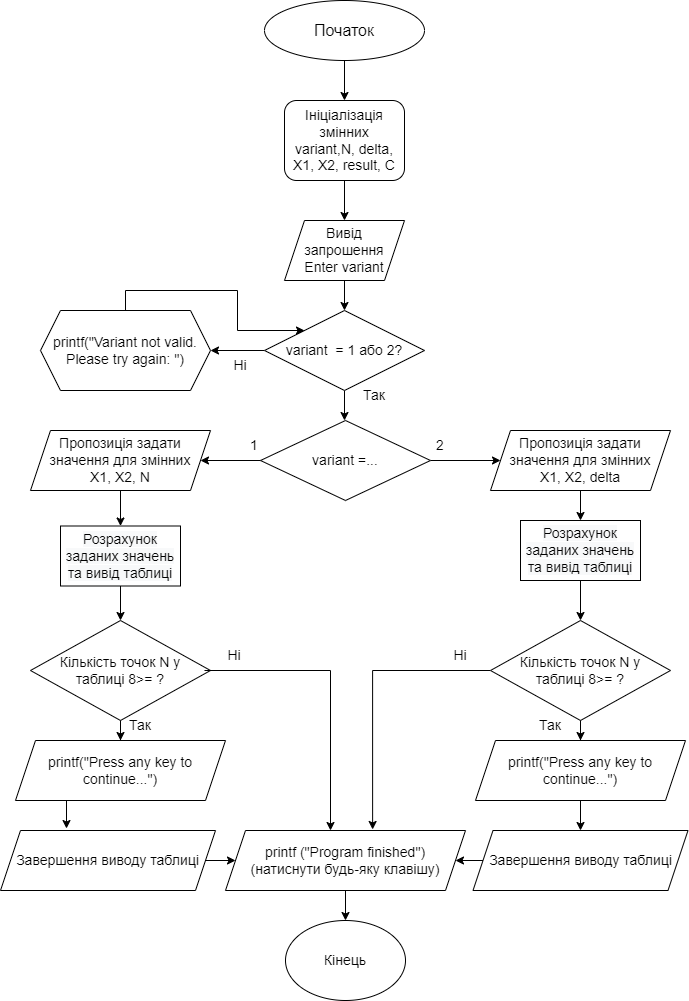 Початок
Ініціалізація
змінних
variant,N, delta,
X1, X2, result, C
Вивід
запрошення
Enter variant
printf("Variant not valid.
Please try again: ")
variant = 1 або 2?
Ні
Так
Пропозиція задати
значення для змінних
X1, X2, N
1
variant =...
2
Пропозиція задати
значення для змінних
X1, X2, delta
Розрахунок
заданих значень
та вивід таблиці
Розрахунок
заданих значень
та вивід таблиці
Кількість точок N у
таблиці 8>= ?
Ні
Ні
Кількість точок N у
таблиці 8>= ?
Так
Так
printf("Press any key to
continue...")
printf("Press any key to
continue...")
Завершення виводу таблиці
printf ("Program finished")
(натиснути будь-яку клавішу)
Завершення виводу таблиці
Кінець